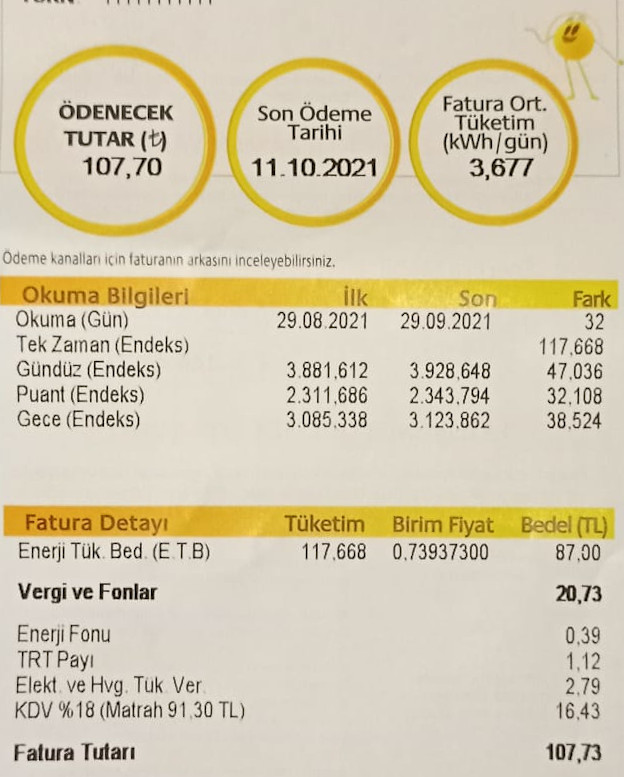 ÖDENECEK
TUTAR (₺)
107,70
Son Ödeme
Tarihi
11.10.2021
Fatura Ort.
Tüketim
(kWh/gün)
3,677
Ödeme kanalları için faturanın arkasını inceleyebilirsiniz.
Okuma Bilgileri İlk Son Fark
Okuma (Gün) 29.08.2021 29.09.2021 32
Tek Zaman (Endeks) 117,668
Gündüz (Endeks) 3.881,612 3.928,648 47,036
Puant (Endeks) 2.311,686 2.343,794 32,108
Gece (Endeks) 3.085,338 3.123,862 38,524
Fatura Detayı Tüketim Birim Fiyat Bedel (TL)
Enerji Tük. Bed. (E.T.B) 117,668 0,73937300 87,00
Vergi ve Fonlar 20,73
Enerji Fonu 0,39
TRT Payı 1,12
Elekt. ve Hvg. Tük. Ver. 2,79
KDV %18 (Matrah 91,30 TL) 16,43
Fatura Tutarı 107,73